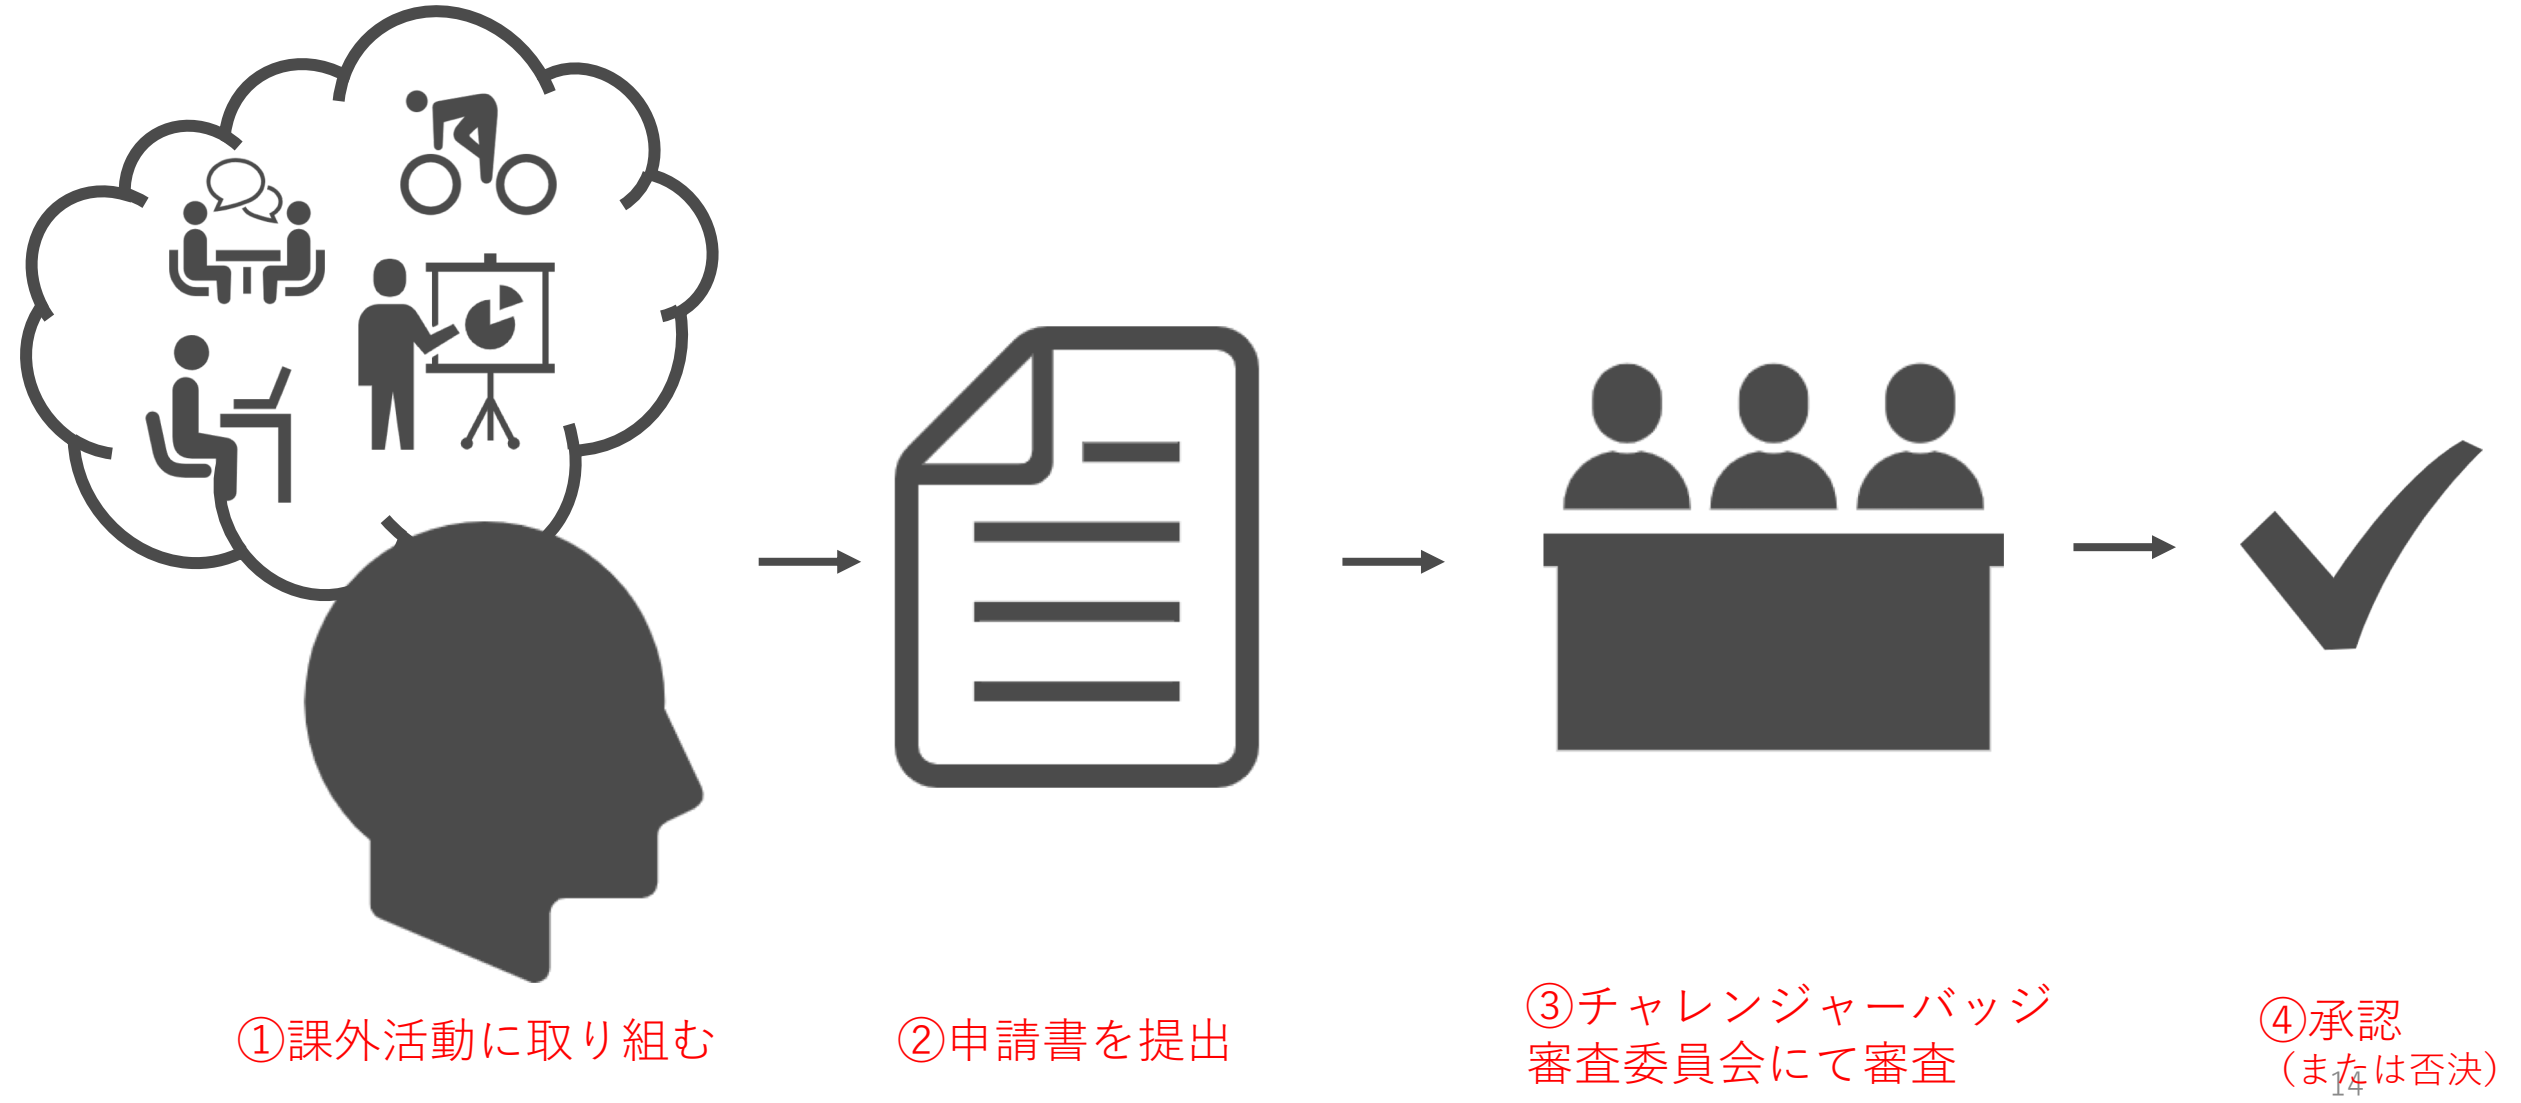 ①課外活動に取り組む
②申請書を提出
③チャレンジャーバッジ
審査委員会にて審査
④承認
（または否決）
14